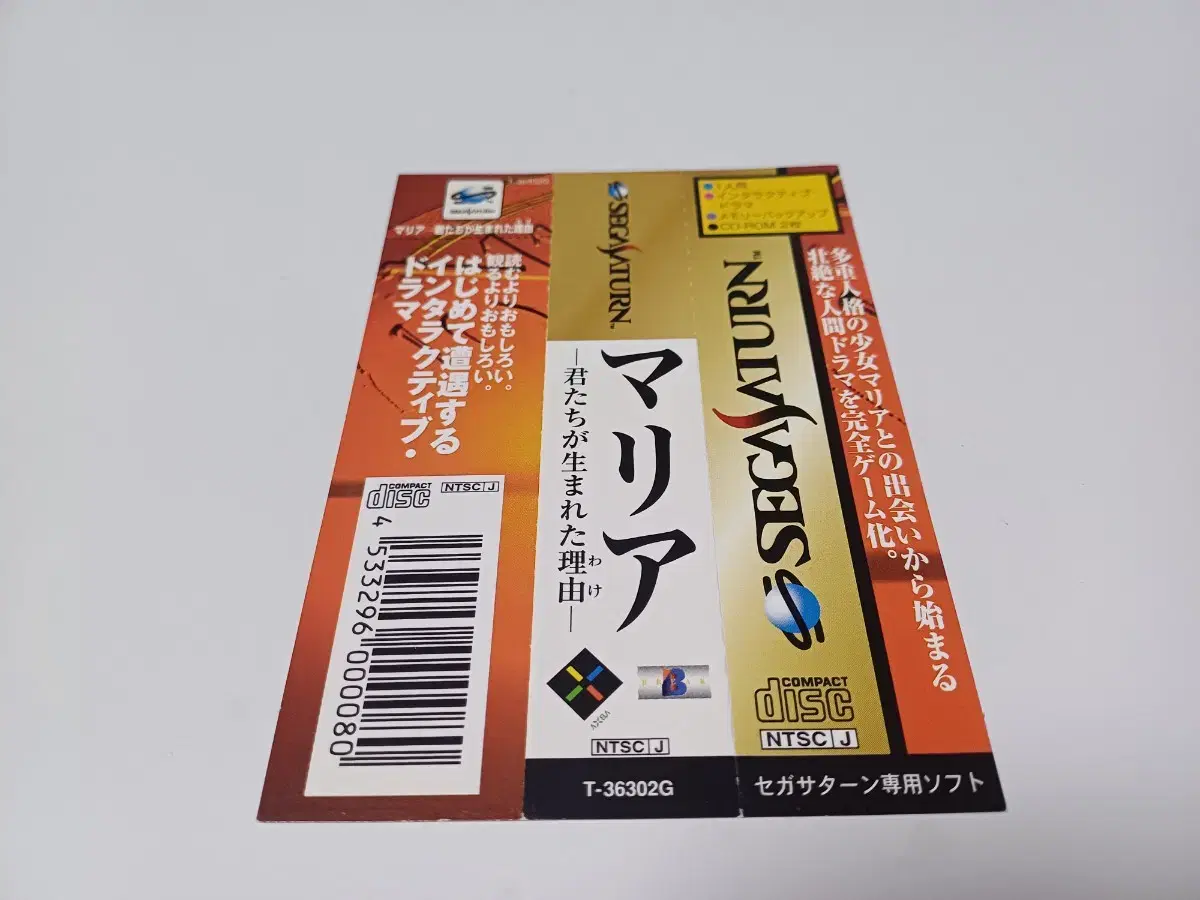 SEGA SATURN
マリア 君たちが生まれた理由
読むよりおもしろい。
観るよりおもしろい。
はじめて遭遇する
インタラクティブ・
ドラマ
COMPACT
disc
NTSC J
4 533296 000080
SEGA SATURN™
マリア
―君たちが生まれた理由―
わけ
AXELA
NTSC J
T-36302G
1人用
インタラクティブ・
ドラマ
メモリーバックアップ
CD-ROM 2枚
SEGA SATURN™
COMPACT
disc
NTSC J
セガサターン専用ソフト
多重人格の少女マリアとの出会いから始まる
壮絶な人間ドラマを完全ゲーム化。